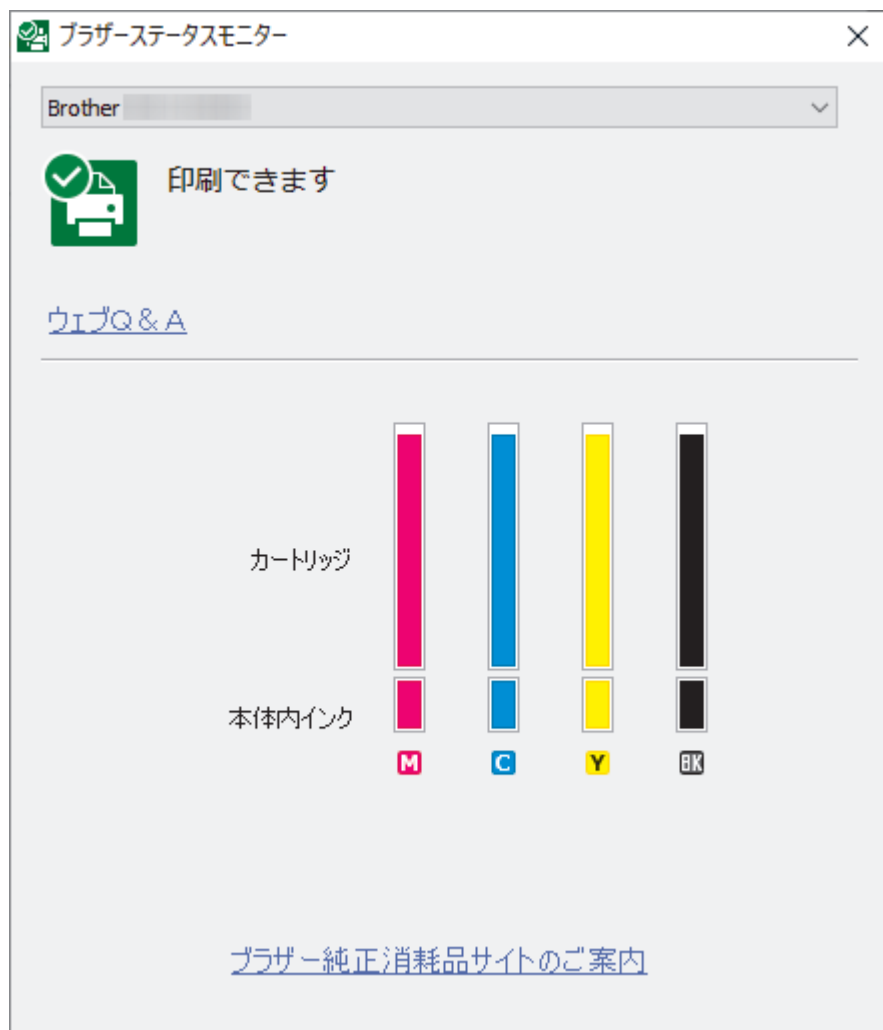 ブラザーステータスモニター
Brother
印刷できます
ウェブQ&A
カートリッジ
本体内インク
M C Y BK
ブラザー純正消耗品サイトのご案内